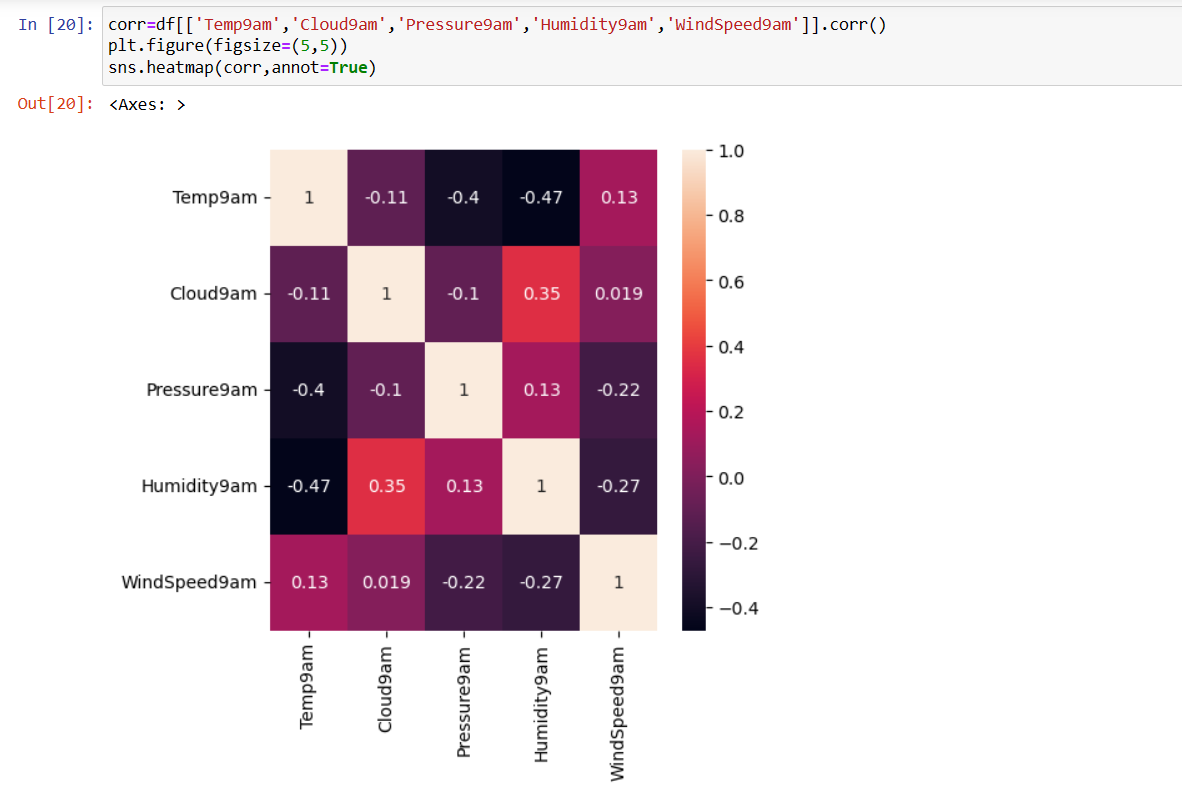 In [20]: corr=df[['Temp9am','Cloud9am','Pressure9am','Humidity9am','WindSpeed9am']].corr()
plt.figure(figsize=(5,5))
sns.heatmap(corr,annot=True)
Out[20]: <Axes: >
Temp9am 1 -0.11 -0.4 -0.47 0.13
Cloud9am -0.11 1 -0.1 0.35 0.019
Pressure9am -0.4 -0.1 1 0.13 -0.22
Humidity9am -0.47 0.35 0.13 1 -0.27
WindSpeed9am 0.13 0.019 -0.22 -0.27 1
Temp9am
Cloud9am
Pressure9am
Humidity9am
WindSpeed9am
1.0
0.8
0.6
0.4
0.2
0.0
−0.2
−0.4